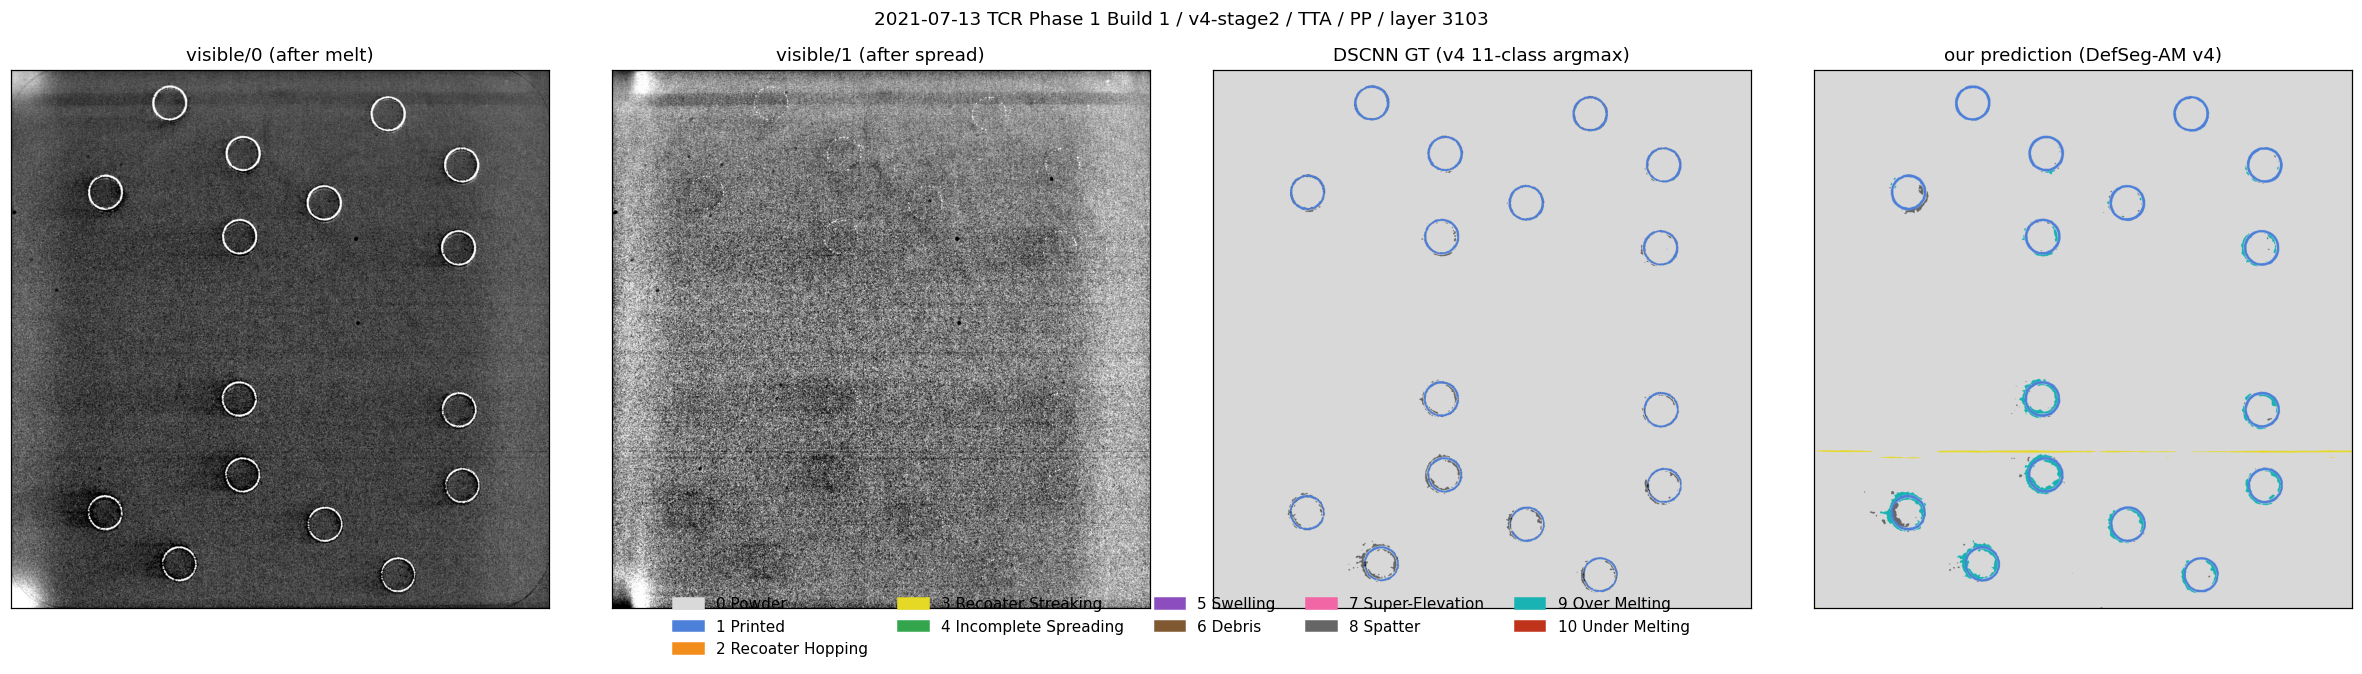 2021-07-13 TCR Phase 1 Build 1 / v4-stage2 / TTA / PP / layer 3103
visible/0 (after melt)
visible/1 (after spread)
DSCNN GT (v4 11-class argmax)
our prediction (DefSeg-AM v4)
0 Powder
1 Printed
2 Recoater Hopping
3 Recoater Streaking
4 Incomplete Spreading
5 Swelling
6 Debris
7 Super-Elevation
8 Spatter
9 Over Melting
10 Under Melting